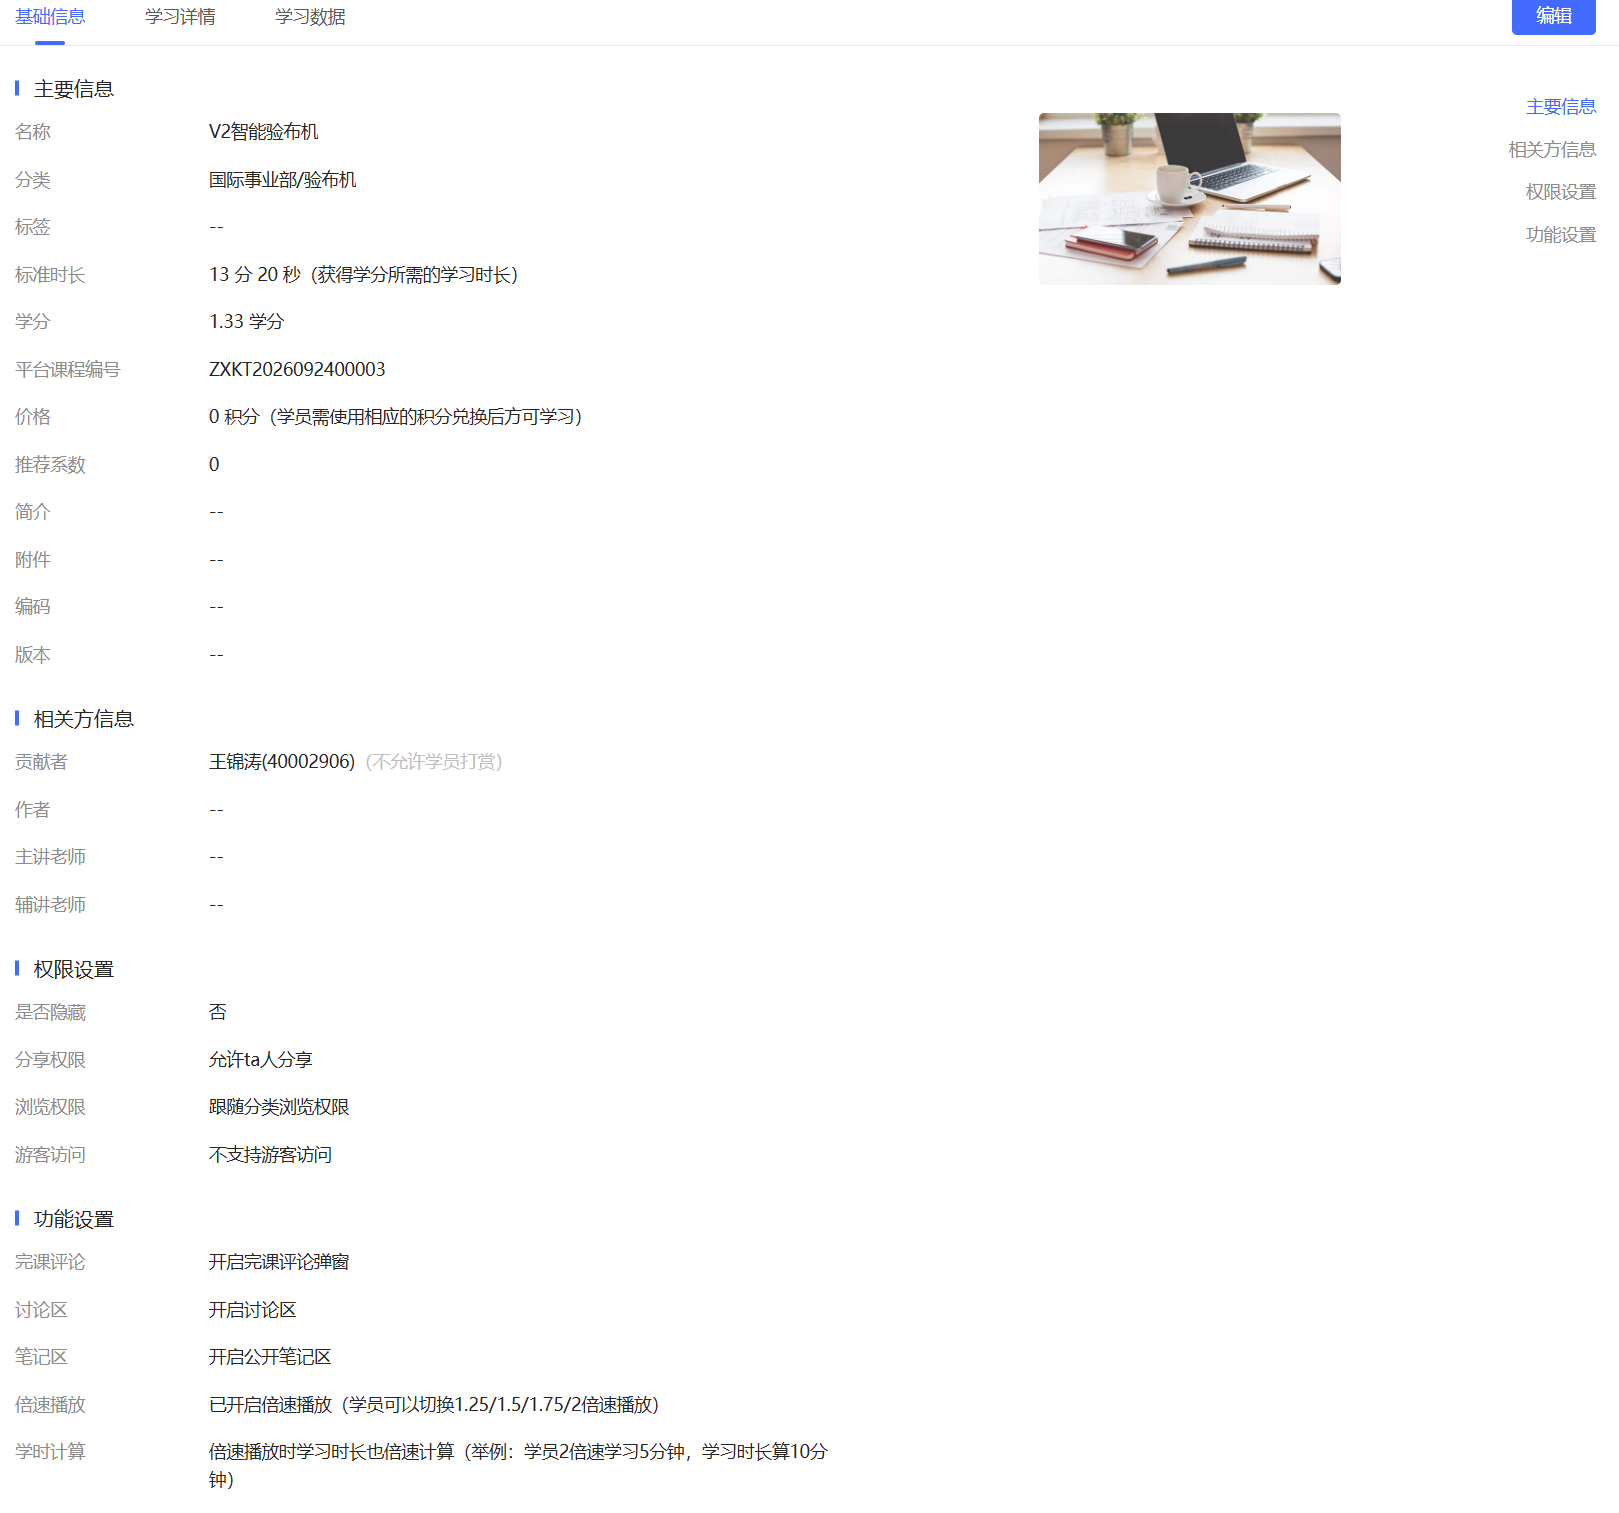 基础信息 学习详情 学习数据 编辑
主要信息
名称 V2智能验布机
分类 国际事业部/验布机
标签 --
标准时长 13 分 20 秒（获得学分所需的学习时长）
学分 1.33 学分
平台课程编号 ZXKT2026092400003
价格 0 积分（学员需使用相应的积分兑换后方可学习）
推荐系数 0
简介 --
附件 --
编码 --
版本 --
主要信息
相关方信息
权限设置
功能设置
相关方信息
贡献者 王锦涛(40002906)（不允许学员打赏）
作者 --
主讲老师 --
辅讲老师 --
权限设置
是否隐藏 否
分享权限 允许ta人分享
浏览权限 跟随分类浏览权限
游客访问 不支持游客访问
功能设置
完课评论 开启完课评论弹窗
讨论区 开启讨论区
笔记区 开启公开笔记区
倍速播放 已开启倍速播放（学员可以切换1.25/1.5/1.75/2倍速播放）
学时计算 倍速播放时学习时长也倍速计算（举例：学员2倍速学习5分钟，学习时长算10分
钟）